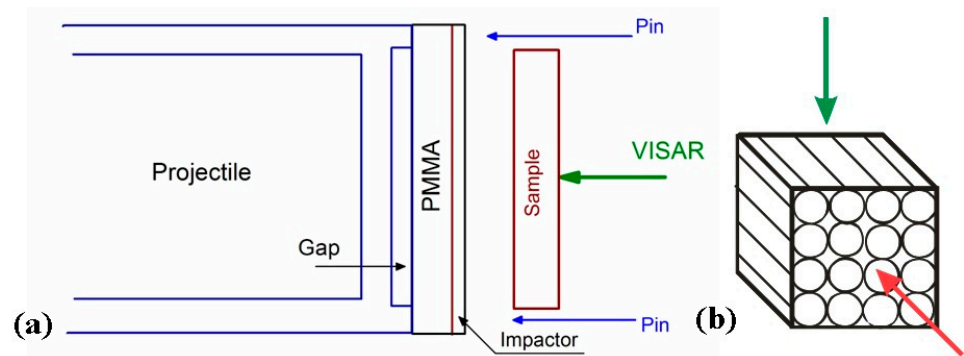 Pin
VISAR
Projectile
PMMA
Sample
Gap
(a)
Impactor
Pin
(b)